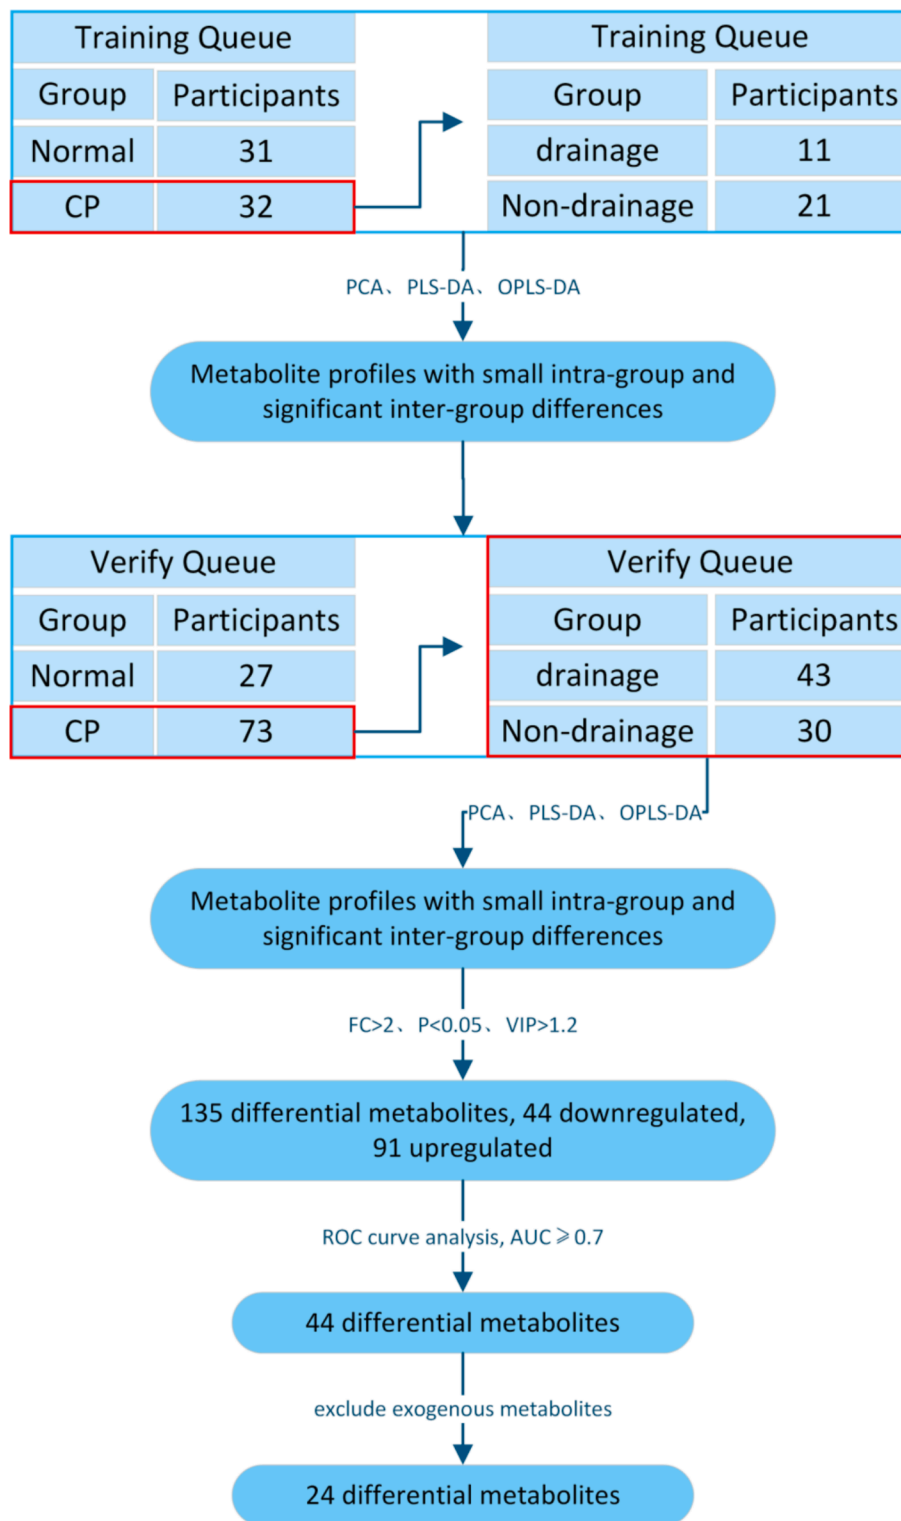 Training Queue
Group Participants
Normal 31
CP 32
Training Queue
Group Participants
drainage 11
Non-drainage 21
PCA、PLS-DA、OPLS-DA
Metabolite profiles with small intra-group and
significant inter-group differences
Verify Queue
Group Participants
Normal 27
CP 73
Verify Queue
Group Participants
drainage 43
Non-drainage 30
PCA、PLS-DA、OPLS-DA
Metabolite profiles with small intra-group and
significant inter-group differences
FC>2、P<0.05、VIP>1.2
135 differential metabolites, 44 downregulated,
91 upregulated
ROC curve analysis, AUC⩾0.7
44 differential metabolites
exclude exogenous metabolites
24 differential metabolites